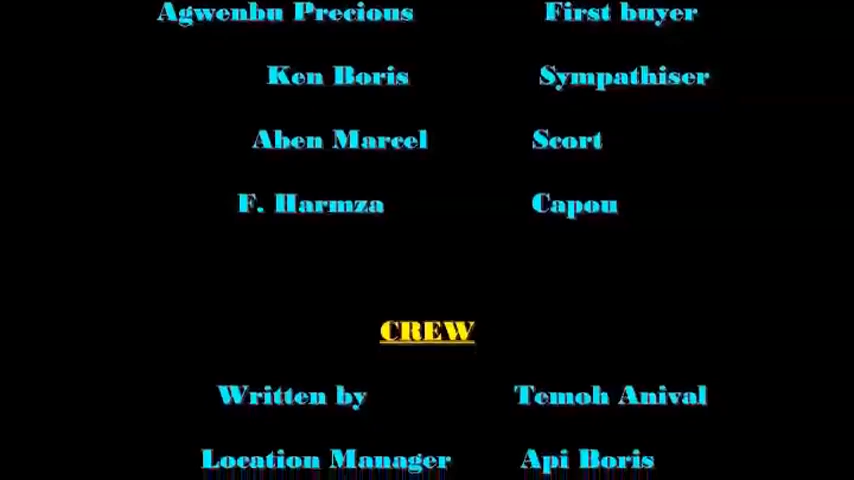 Agwenbu Precious First buyer
Ken Boris Sympathiser
Aben Marcel Scort
F. Harmza Capou
CREW
Written by Temoh Anival
Location Manager Api Boris